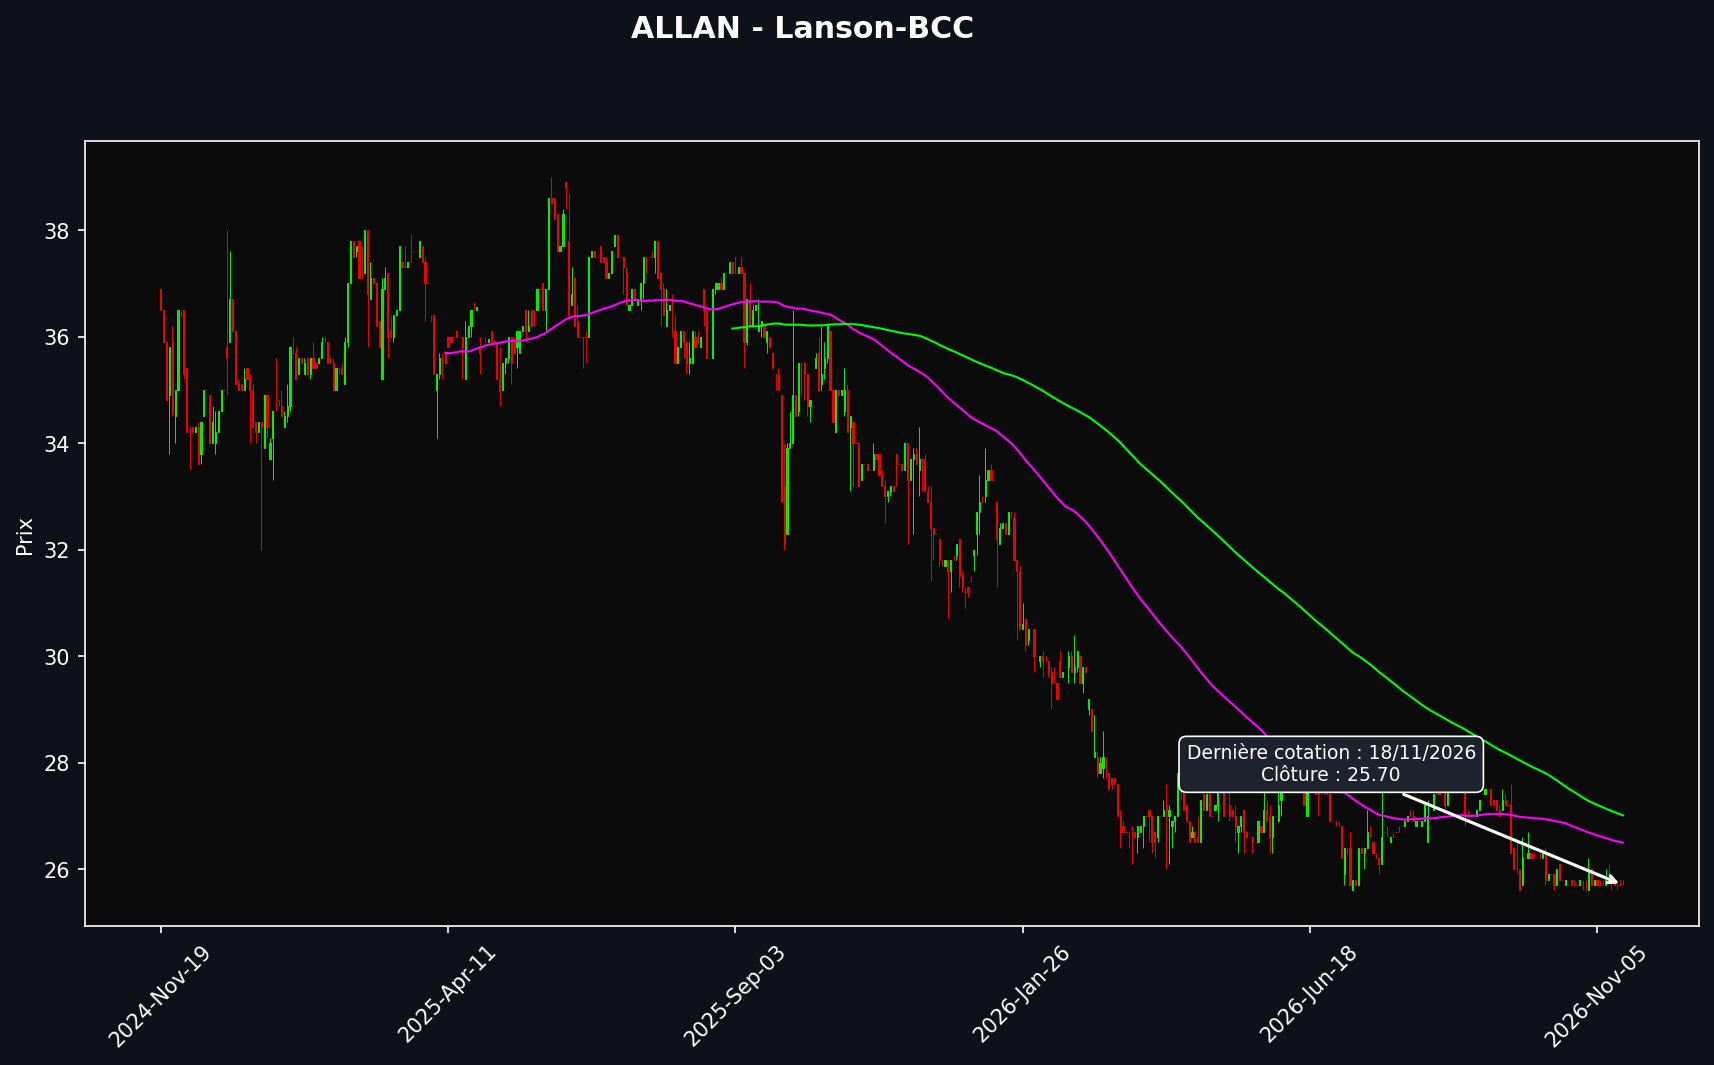 ALLAN - Lanson-BCC
Prix
38
36
34
32
30
28
26
Dernière cotation : 18/11/2026
Clôture : 25.70
2024-Nov-19
2025-Apr-11
2025-Sep-03
2026-Jan-26
2026-Jun-18
2026-Nov-05